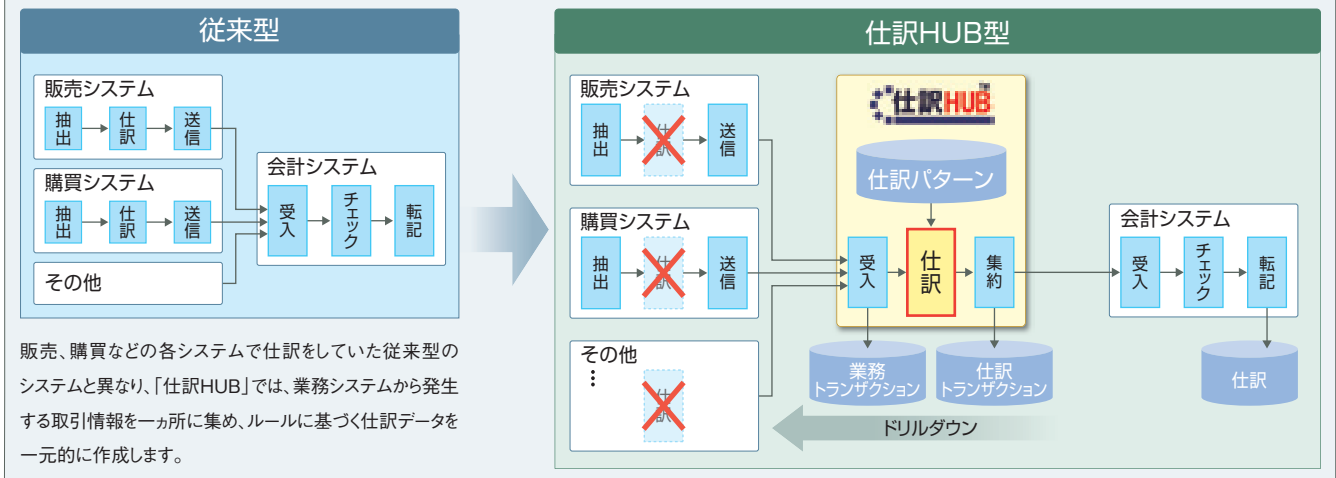 従来型
販売システム
抽出
仕訳
送信
購買システム
抽出
仕訳
送信
その他
会計システム
受入
チェック
転記
販売、購買などの各システムで仕訳をしていた従来型の
システムと異なり、「仕訳HUB」では、業務システムから発生
する取引情報を一ヵ所に集め、ルールに基づく仕訳データを
一元的に作成します。
仕訳HUB型
販売システム
抽出
仕訳
送信
購買システム
抽出
仕訳
送信
その他
⋮
仕訳
仕訳HUB
仕訳パターン
受入
仕訳
集約
業務
トランザクション
仕訳
トランザクション
ドリルダウン
会計システム
受入
チェック
転記
仕訳